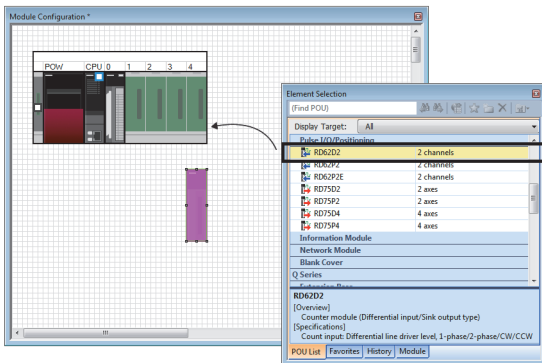 Module Configuration *
POW CPU 0 1 2 3 4
Element Selection
(Find POU)
Display Target: All
Pulse I/O/Positioning
RD62D2 2 channels
RD62P2 2 channels
RD62P2E 2 channels
RD75D2 2 axes
RD75P2 2 axes
RD75D4 4 axes
RD75P4 4 axes
Information Module
Network Module
Blank Cover
Q Series
Extension Base
RD62D2
[Overview]
Counter module (Differential input/Sink output type)
[Specifications]
Count input: Differential line driver level, 1-phase/2-phase/CW/CCW
POU List Favorites History Module